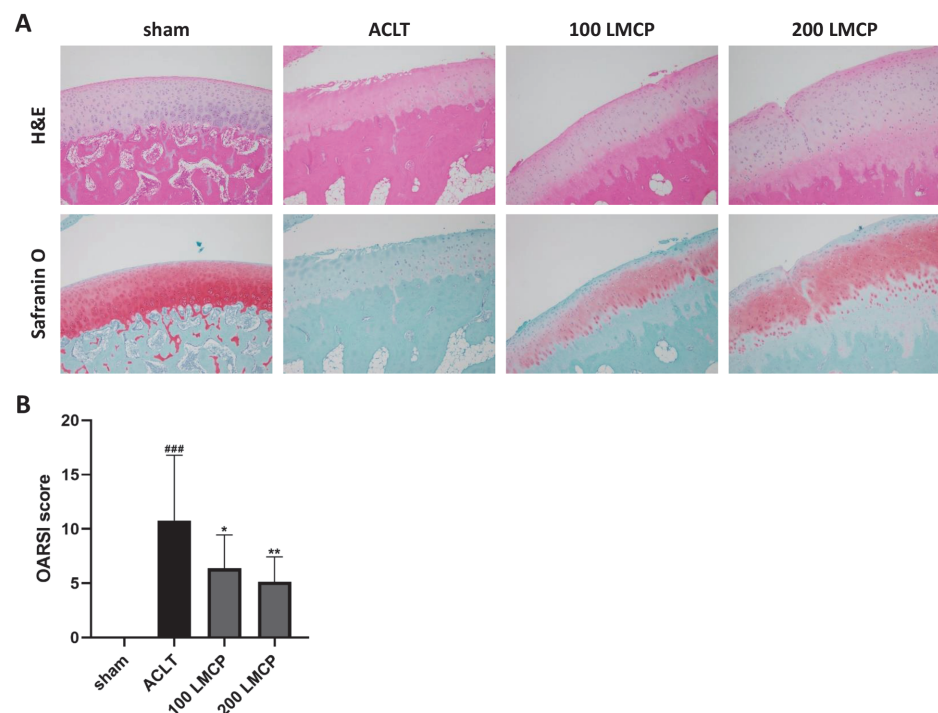 A
sham ACLT 100 LMCP 200 LMCP
H&E
Safranin O
B
OARSI score
20
15
10
5
0
###
*
**
sham ACLT 100 LMCP 200 LMCP